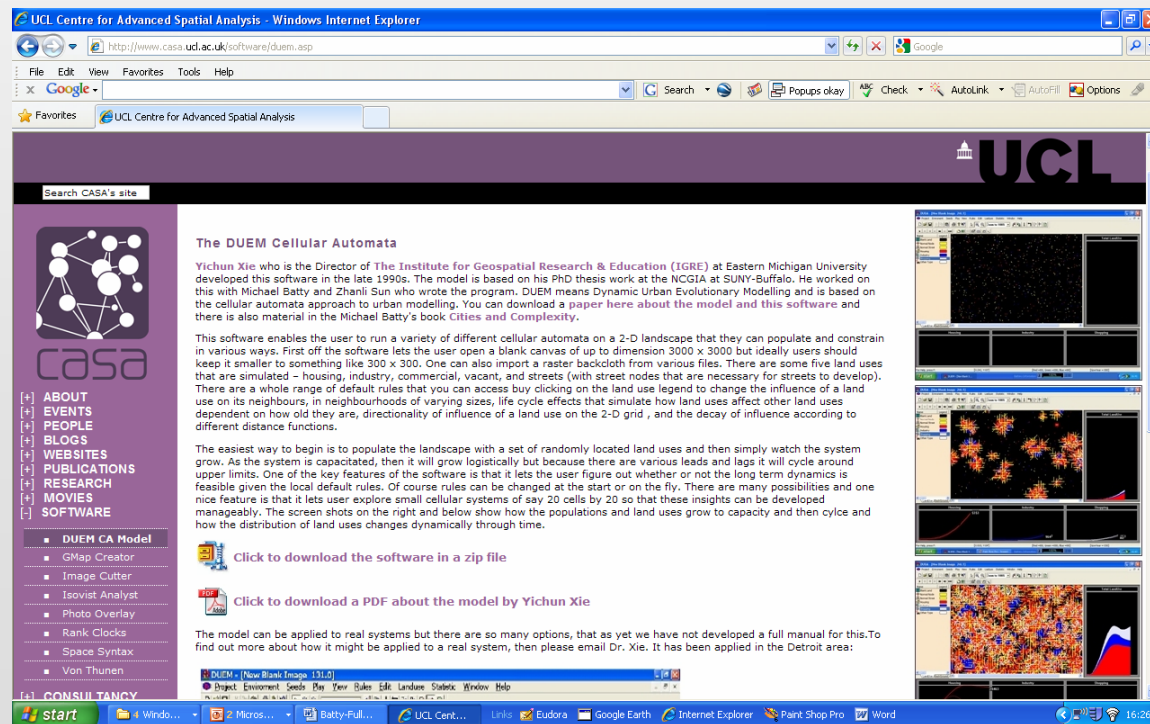 UCL Centre for Advanced Spatial Analysis - Windows Internet Explorer
http://www.casa.ucl.ac.uk/software/duem.asp
Google
File Edit View Favorites Tools Help
x Google
Search
Popups okay
Check
AutoLink
AutoFill
Options
Favorites
UCL Centre for Advanced Spatial Analysis
UCL
Search CASA's site
casa
[+] ABOUT
[+] EVENTS
[+] PEOPLE
[+] BLOGS
[+] WEBSITES
[+] PUBLICATIONS
[+] RESEARCH
[+] MOVIES
[-] SOFTWARE
DUEM CA Model
GMap Creator
Image Cutter
Isovist Analyst
Photo Overlay
Rank Clocks
Space Syntax
Von Thunen
[+] CONSULTANCY
The DUEM Cellular Automata
Yichun Xie who is the Director of The Institute for Geospatial Research & Education (IGRE) at Eastern Michigan University
developed this software in the late 1990s. The model is based on his PhD thesis work at the NCGIA at SUNY-Buffalo. He worked on
this with Michael Batty and Zhanli Sun who wrote the program. DUEM means Dynamic Urban Evolutionary Modelling and is based on
the cellular automata approach to urban modelling. You can download a paper here about the model and this software and
there is also material in the Michael Batty's book Cities and Complexity.
This software enables the user to run a variety of different cellular automata on a 2-D landscape that they can populate and constrain
in various ways. First off the software lets the user open a blank canvas of up to dimension 3000 x 3000 but ideally users should
keep it smaller to something like 300 x 300. One can also import a raster backcloth from various files. There are some five land uses
that are simulated – housing, industry, commercial, vacant, and streets (with street nodes that are necessary for streets to develop).
There are a whole range of default rules that you can access buy clicking on the land use legend to change the influence of a land
use on its neighbours, in neighbourhoods of varying sizes, life cycle effects that simulate how land uses affect other land uses
dependent on how old they are, directionality of influence of a land use on the 2-D grid , and the decay of influence according to
different distance functions.
The easiest way to begin is to populate the landscape with a set of randomly located land uses and then simply watch the system
grow. As the system is capacitated, then it will grow logistically but because there are various leads and lags it will cycle around
upper limits. One of the key features of the software is that it lets the user figure out whether or not the long term dynamics is
feasible given the local default rules. Of course rules can be changed at the start or on the fly. There are many possibilities and one
nice feature is that it lets user explore small cellular systems of say 20 cells by 20 so that these insights can be developed
manageably. The screen shots on the right and below show how the populations and land uses grow to capacity and then cylce and
how the distribution of land uses changes dynamically through time.
Click to download the software in a zip file
PDF
Adobe
Click to download a PDF about the model by Yichun Xie
The model can be applied to real systems but there are so many options, that as yet we have not developed a full manual for this.To
find out more about how it might be applied to a real system, then please email Dr. Xie. It has been applied in the Detroit area:
DUEM - [New Blank Image 131.0]
Project Enviroment Seeds Play View Rules Edit Landuse Statistic Window Help
start
4 Windo...
2 Micros...
Batty-Full...
UCL Cent...
Links
Eudora
Google Earth
Internet Explorer
Paint Shop Pro
Word
16:26